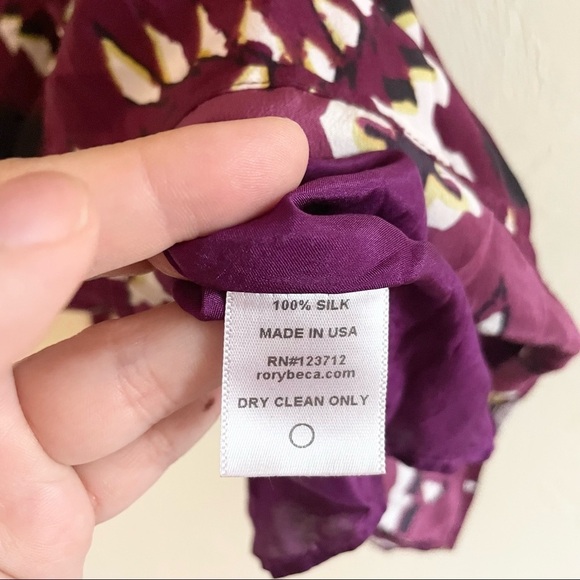 100% SILK
MADE IN USA
RN#123712
rorybeca.com
DRY CLEAN ONLY